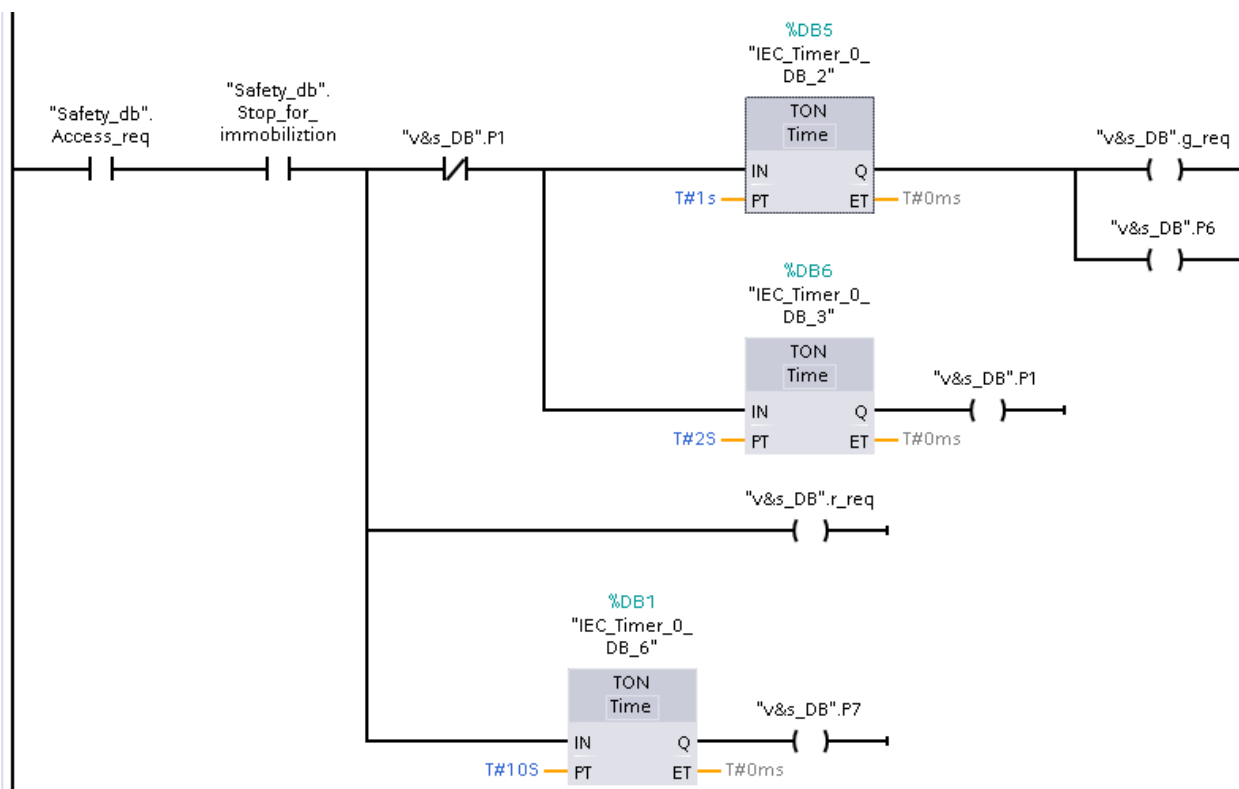 %DB5
"IEC_Timer_0_
DB_2"
"Safety_db".
Access_req
"Safety_db".
Stop_for_
immobiliztion
"v&s_DB".P1
TON
Time
"v&s_DB".g_req
IN
Q
T#1s
PT
ET
T#0ms
"v&s_DB".P6
%DB6
"IEC_Timer_0_
DB_3"
TON
Time
"v&s_DB".P1
IN
Q
T#2S
PT
ET
T#0ms
"v&s_DB".r_req
%DB1
"IEC_Timer_0_
DB_6"
TON
Time
"v&s_DB".P7
IN
Q
T#10S
PT
ET
T#0ms